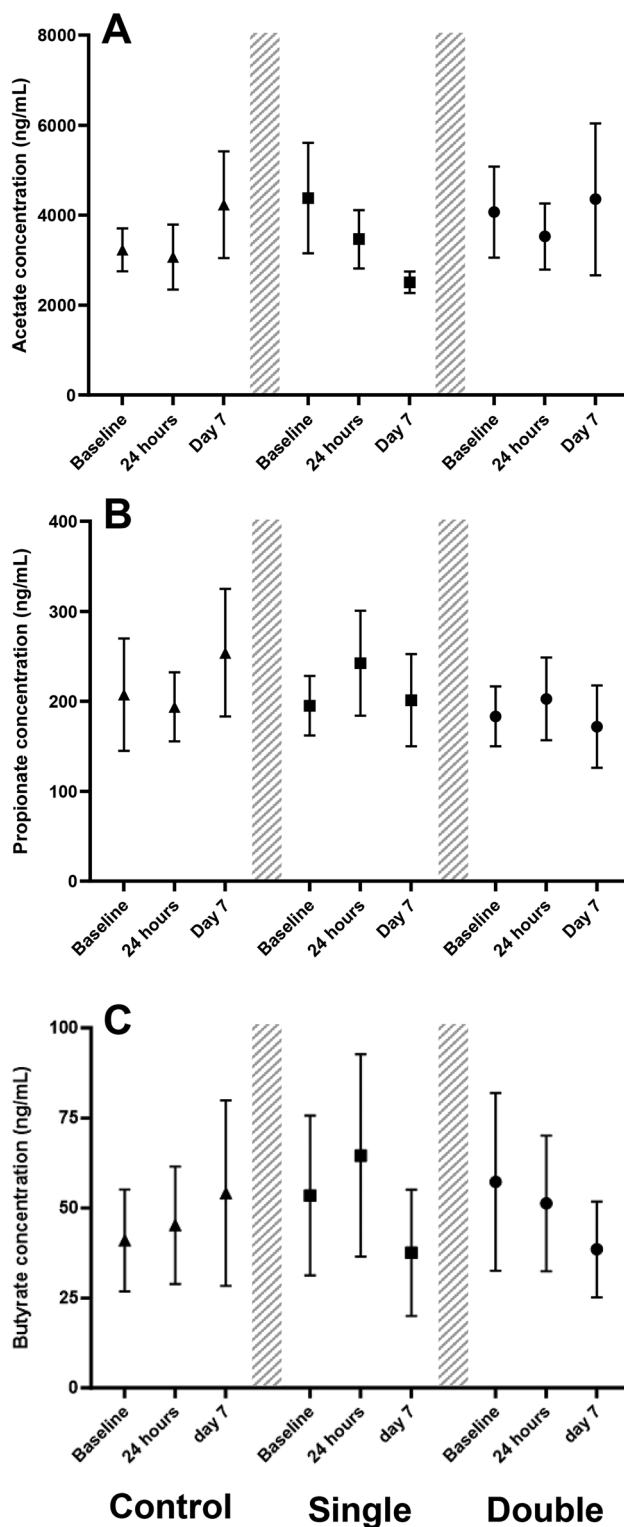 A
Acetate concentration (ng/mL)
8000
6000
4000
2000
0
Baseline
24 hours
Day 7
Baseline
24 hours
Day 7
Baseline
24 hours
Day 7
B
Propionate concentration (ng/mL)
400
300
200
100
0
Baseline
24 hours
Day 7
Baseline
24 hours
Day 7
Baseline
24 hours
Day 7
C
Butyrate concentration (ng/mL)
100
75
50
25
0
Baseline
24 hours
day 7
Baseline
24 hours
day 7
Baseline
24 hours
day 7
Control Single Double